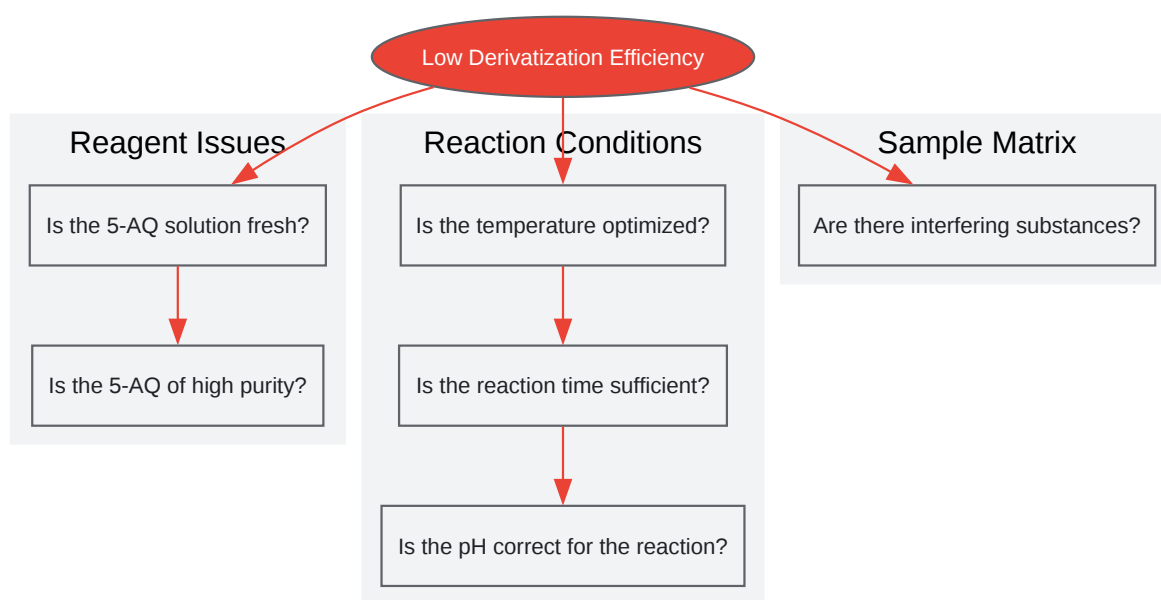 Low Derivatization Efficiency
Reagent Issues
Is the 5-AQ solution fresh?
Is the 5-AQ of high purity?
Reaction Conditions
Is the temperature optimized?
Is the reaction time sufficient?
Is the pH correct for the reaction?
Sample Matrix
Are there interfering substances?